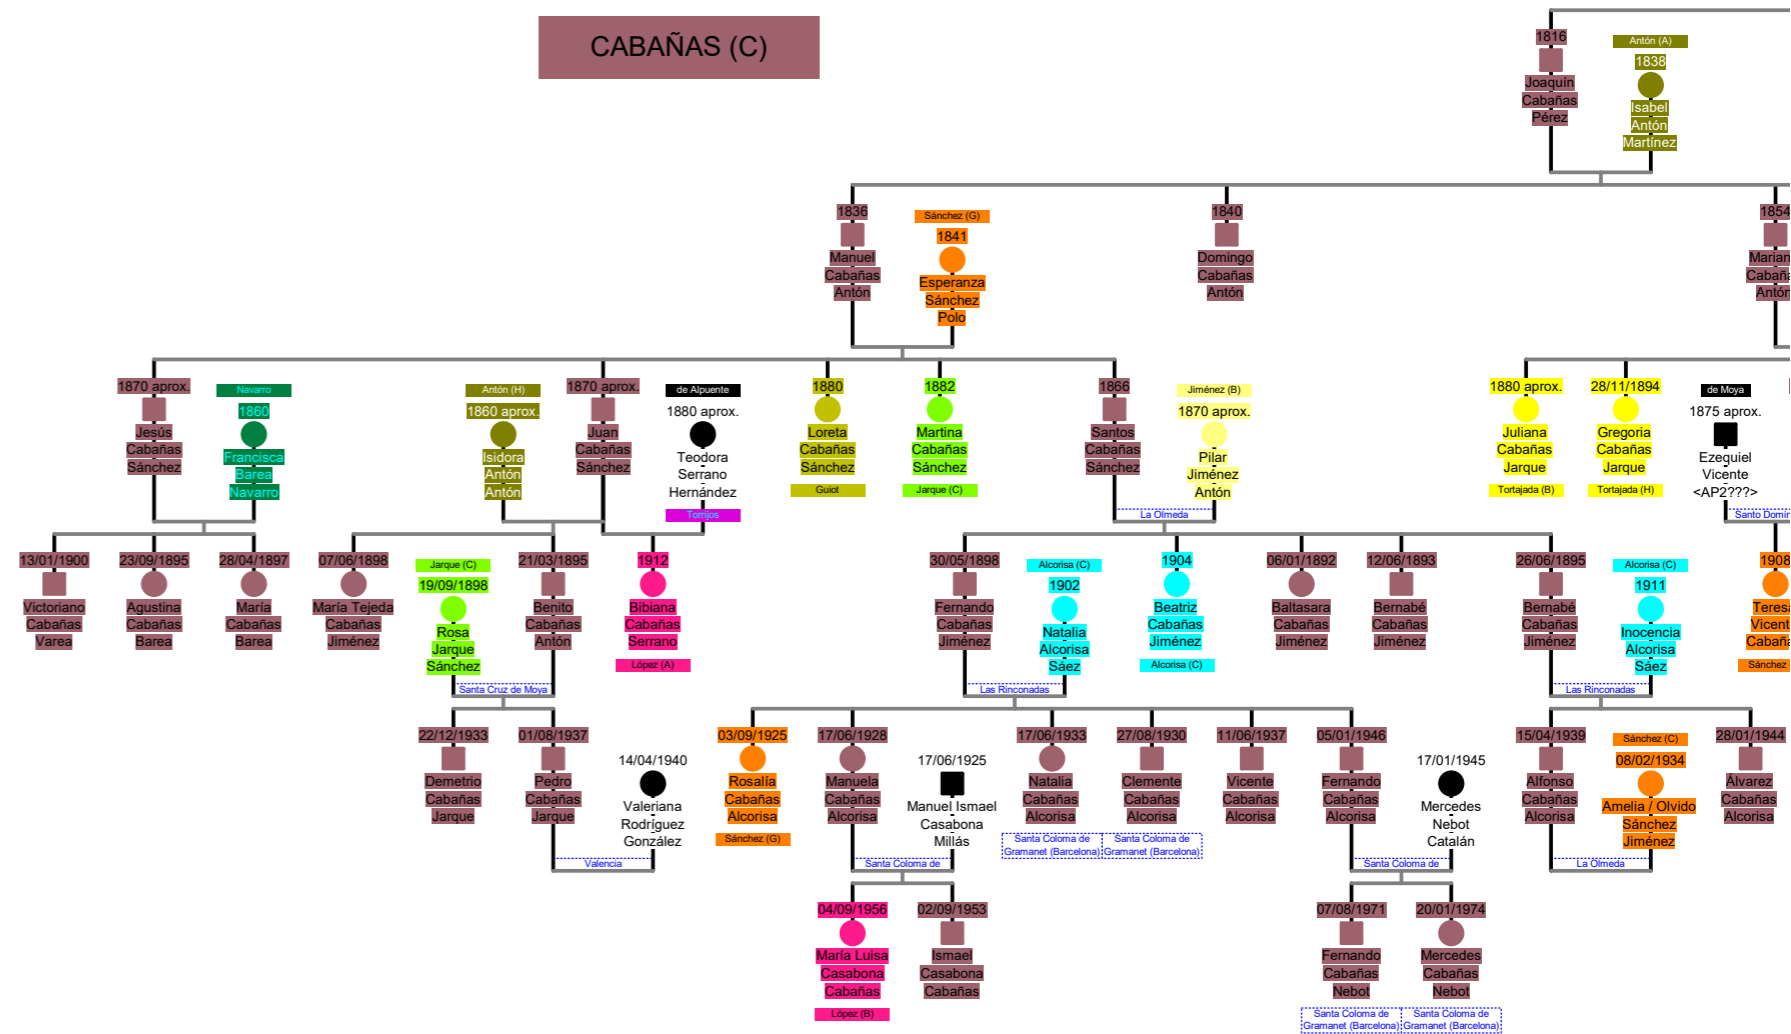 CABAÑAS (C)
1816
Joaquín
Cabañas
Pérez
Antón (A)
1838
Isabel
Antón
Martínez
1836
Manuel
Cabañas
Antón
Sánchez (G)
1841
Esperanza
Sánchez
Polo
1840
Domingo
Cabañas
Antón
1854
Marian
Cabaña
Antón
1870 aprox.
Jesús
Cabañas
Sánchez
Navarro
1860
Francisca
Barea
Navarro
Antón (H)
1860 aprox.
Isidora
Antón
Antón
1870 aprox.
Juan
Cabañas
Sánchez
de Alpuente
1880 aprox.
Teodora
Serrano
Hernández
Torrijos
1880
Loreta
Cabañas
Sánchez
Guiot
1882
Martina
Cabañas
Sánchez
Jarque (C)
1866
Santos
Cabañas
Sánchez
Jiménez (B)
1870 aprox.
Pilar
Jiménez
Antón
La Olmeda
1880 aprox.
Juliana
Cabañas
Jarque
Tortajada (B)
28/11/1894
Gregoria
Cabañas
Jarque
Tortajada (H)
de Moya
1875 aprox.
Ezequiel
Vicente
<AP2???>
Santo Domin
13/01/1900
Victoriano
Cabañas
Varea
23/09/1895
Agustina
Cabañas
Barea
28/04/1897
María
Cabañas
Barea
07/06/1898
María Tejeda
Cabañas
Jiménez
Jarque (C)
19/09/1898
Rosa
Jarque
Sánchez
21/03/1895
Benito
Cabañas
Antón
Santa Cruz de Moya
1912
Bibiana
Cabañas
Serrano
López (A)
30/05/1898
Fernando
Cabañas
Jiménez
Alcorisa (C)
1902
Natalia
Alcorisa
Sáez
Las Rinconadas
1904
Beatriz
Cabañas
Jiménez
Alcorisa (C)
06/01/1892
Baltasara
Cabañas
Jiménez
12/06/1893
Bernabé
Cabañas
Jiménez
26/06/1895
Bernabé
Cabañas
Jiménez
Alcorisa (C)
1911
Inocencia
Alcorisa
Sáez
Las Rinconadas
1908
Teresa
Vicent
Cabaña
Sánchez
22/12/1933
Demetrio
Cabañas
Jarque
01/08/1937
Pedro
Cabañas
Jarque
14/04/1940
Valeriana
Rodríguez
González
Valencia
03/09/1925
Rosalía
Cabañas
Alcorisa
Sánchez (G)
17/06/1928
Manuela
Cabañas
Alcorisa
17/06/1925
Manuel Ismael
Casabona
Millás
Santa Coloma de
17/06/1933
Natalia
Cabañas
Alcorisa
Santa Coloma de
Gramanet (Barcelona)
27/08/1930
Clemente
Cabañas
Alcorisa
Santa Coloma de
Gramanet (Barcelona)
11/06/1937
Vicente
Cabañas
Alcorisa
05/01/1946
Fernando
Cabañas
Alcorisa
17/01/1945
Mercedes
Nebot
Catalán
Santa Coloma de
15/04/1939
Alfonso
Cabañas
Alcorisa
Sánchez (C)
08/02/1934
Amelia / Olvido
Sánchez
Jiménez
La Olmeda
28/01/1944
Álvarez
Cabañas
Alcorisa
04/09/1956
María Luisa
Casabona
Cabañas
López (B)
02/09/1953
Ismael
Casabona
Cabañas
07/08/1971
Fernando
Cabañas
Nebot
Santa Coloma de
Gramanet (Barcelona)
20/01/1974
Mercedes
Cabañas
Nebot
Santa Coloma de
Gramanet (Barcelona)